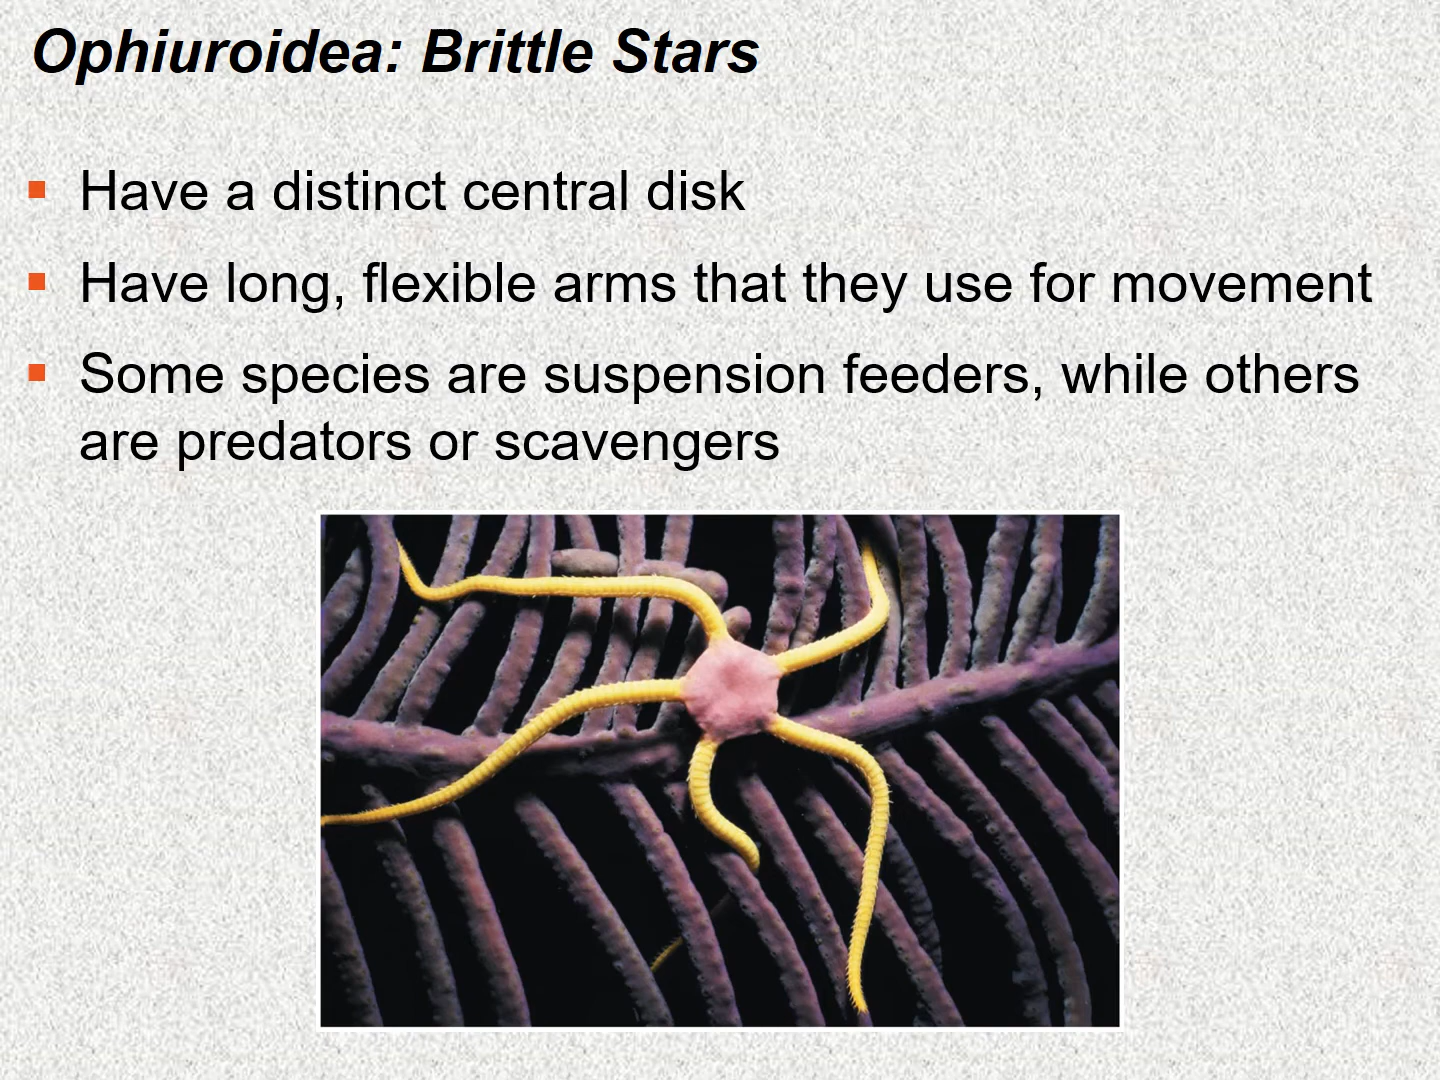 Ophiuroidea: Brittle Stars
▪ Have a distinct central disk
▪ Have long, flexible arms that they use for movement
▪ Some species are suspension feeders, while others
are predators or scavengers